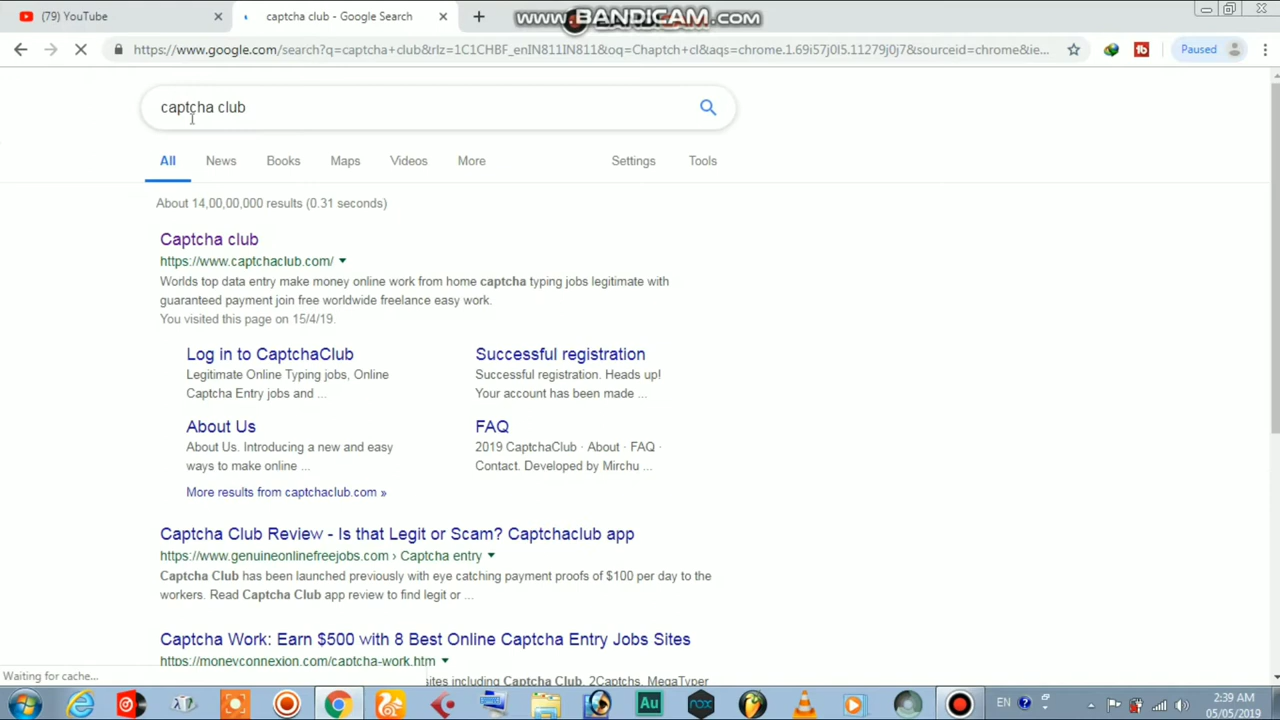 (79) YouTube
captcha club - Google Search
www.BANDICAM.com
https://www.google.com/search?q=captcha+club&rlz=1C1CHBF_enIN811IN811&oq=Chaptch+cl&aqs=chrome.1.69i57j0l5.11279j0j7&sourceid=chrome&ie...
Paused
captcha club
All
News
Books
Maps
Videos
More
Settings
Tools
About 14,00,00,000 results (0.31 seconds)
Captcha club
https://www.captchaclub.com/
Worlds top data entry make money online work from home captcha typing jobs legitimate with
guaranteed payment join free worldwide freelance easy work.
You visited this page on 15/4/19.
Log in to CaptchaClub
Legitimate Online Typing jobs, Online
Captcha Entry jobs and ...
Successful registration
Successful registration. Heads up!
Your account has been made ...
About Us
About Us. Introducing a new and easy
ways to make online ...
FAQ
2019 CaptchaClub · About · FAQ ·
Contact. Developed by Mirchu ...
More results from captchaclub.com »
Captcha Club Review - Is that Legit or Scam? Captchaclub app
https://www.genuineonlinefreejobs.com › Captcha entry
Captcha Club has been launched previously with eye catching payment proofs of $100 per day to the
workers. Read Captcha Club app review to find legit or ...
Captcha Work: Earn $500 with 8 Best Online Captcha Entry Jobs Sites
https://moneyconnexion.com/captcha-work.htm
sites including Captcha Club, 2Captchs, MegaTyper
Waiting for cache...
Au
nox
EN
2:39 AM
05/05/2019